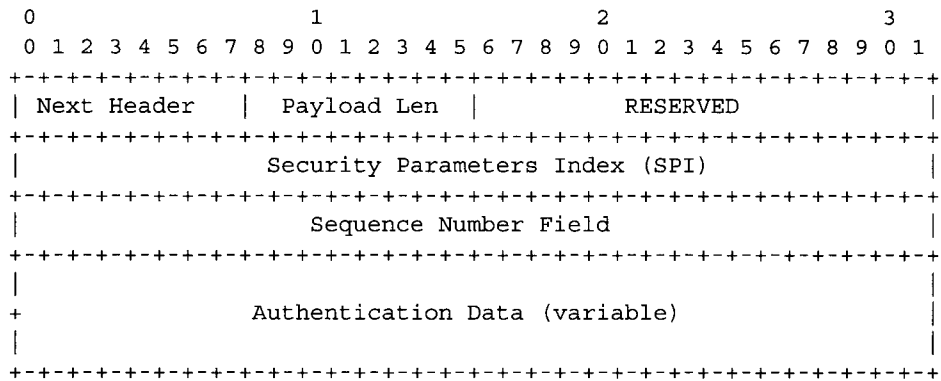 0                   1                   2                   3
 0 1 2 3 4 5 6 7 8 9 0 1 2 3 4 5 6 7 8 9 0 1 2 3 4 5 6 7 8 9 0 1
+-+-+-+-+-+-+-+-+-+-+-+-+-+-+-+-+-+-+-+-+-+-+-+-+-+-+-+-+-+-+-+-+
| Next Header   |  Payload Len  |          RESERVED             |
+-+-+-+-+-+-+-+-+-+-+-+-+-+-+-+-+-+-+-+-+-+-+-+-+-+-+-+-+-+-+-+-+
|                 Security Parameters Index (SPI)               |
+-+-+-+-+-+-+-+-+-+-+-+-+-+-+-+-+-+-+-+-+-+-+-+-+-+-+-+-+-+-+-+-+
|                    Sequence Number Field                      |
+-+-+-+-+-+-+-+-+-+-+-+-+-+-+-+-+-+-+-+-+-+-+-+-+-+-+-+-+-+-+-+-+
|                                                               |
+                Authentication Data (variable)                 |
|                                                               |
+-+-+-+-+-+-+-+-+-+-+-+-+-+-+-+-+-+-+-+-+-+-+-+-+-+-+-+-+-+-+-+-+